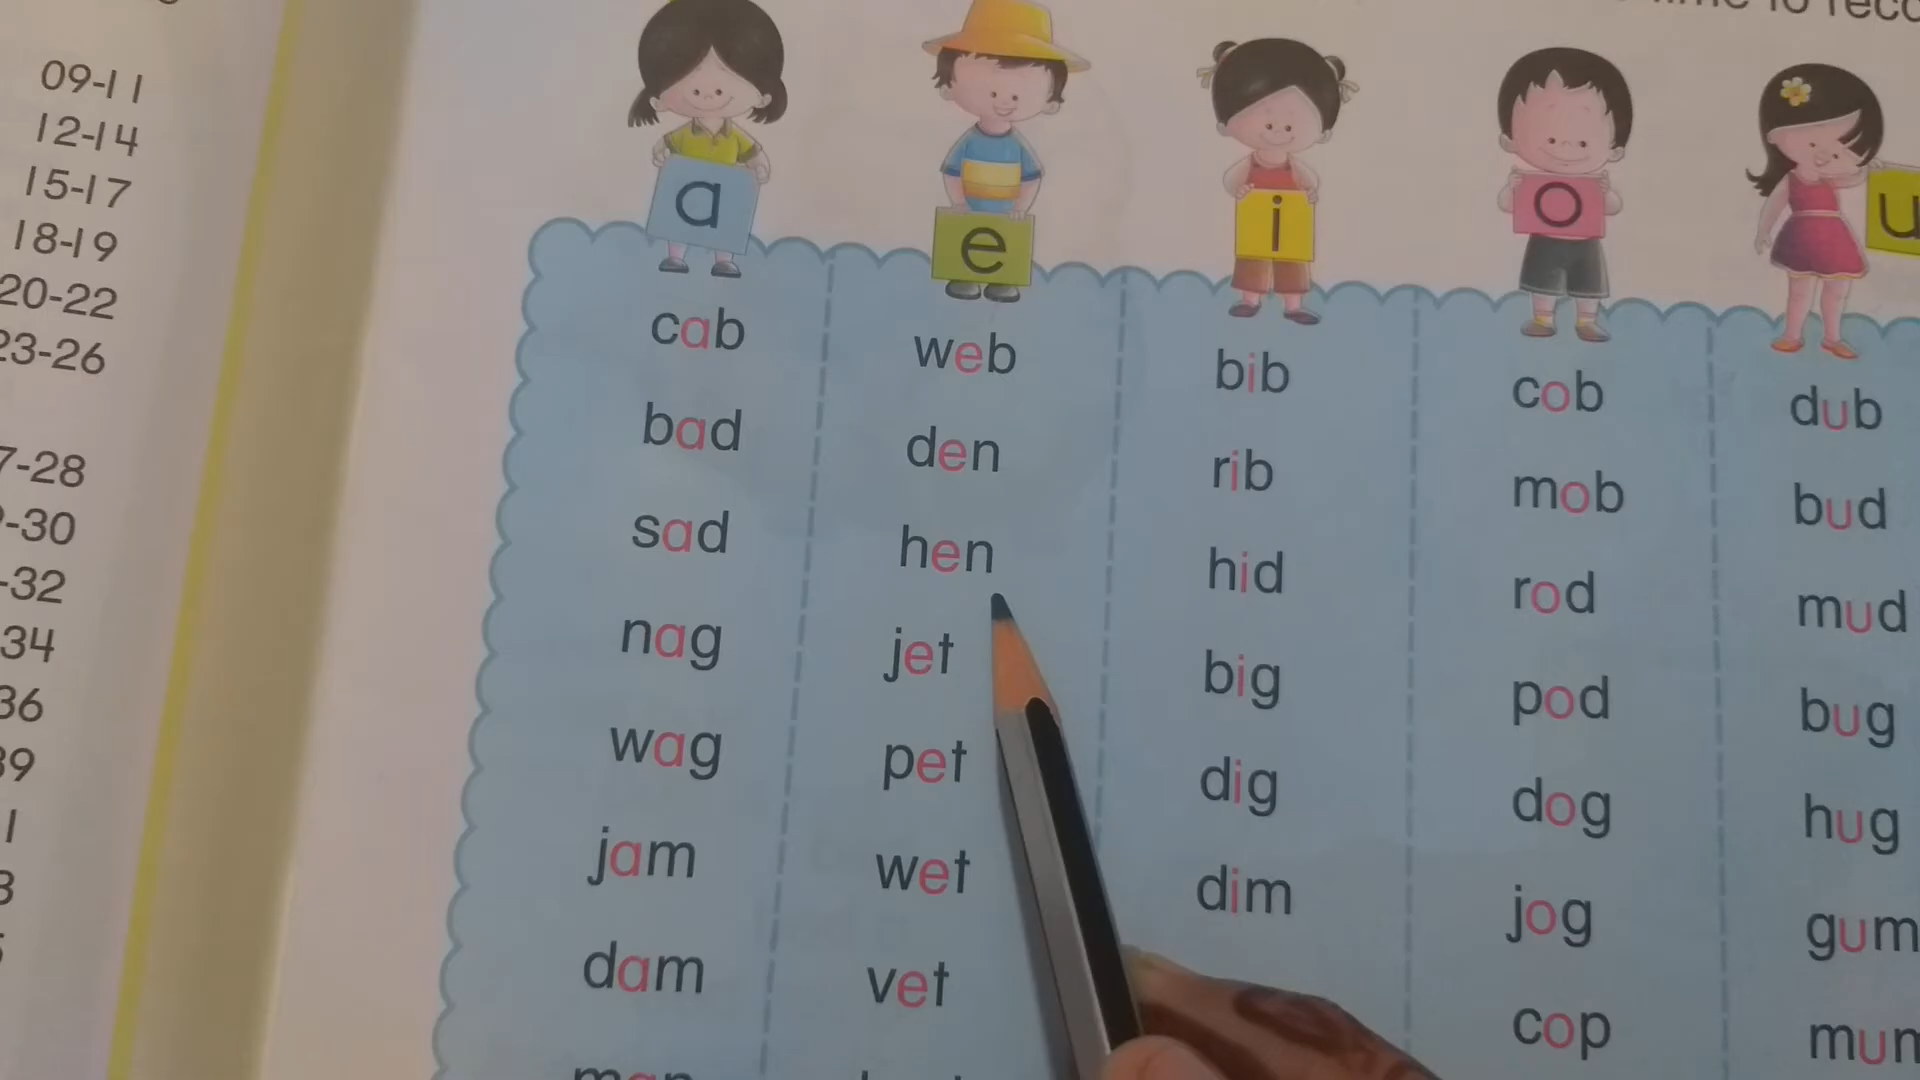 09-11
12-14
15-17
18-19
20-22
23-26
-28
-30
-32
34
36
a
e
i
o
u
cab web bib cob dub
bad den rib mob bud
sad hen hid rod mud
nag jet big pod bug
wag pet dig dog hug
jam wet dim jog gum
dam vet cop mum